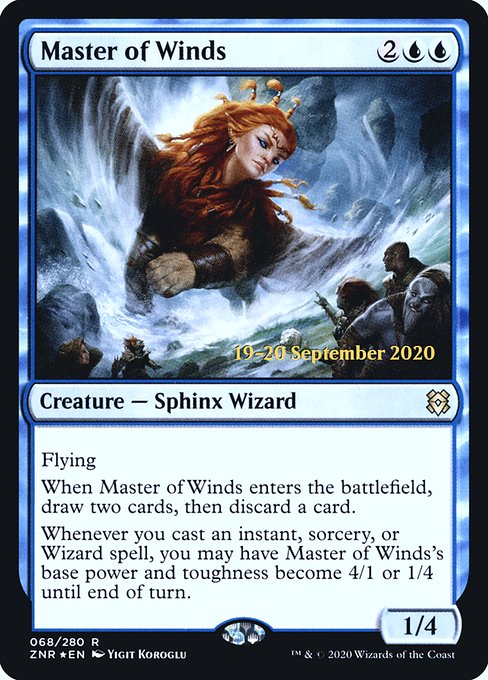 Master of Winds 2
19–20 September 2020
Creature — Sphinx Wizard
Flying
When Master of Winds enters the battlefield,
draw two cards, then discard a card.
Whenever you cast an instant, sorcery, or
Wizard spell, you may have Master of Winds's
base power and toughness become 4/1 or 1/4
until end of turn.
1/4
068/280 R
ZNR ★ EN Yigit Koroglu
™ & © 2020 Wizards of the Coast